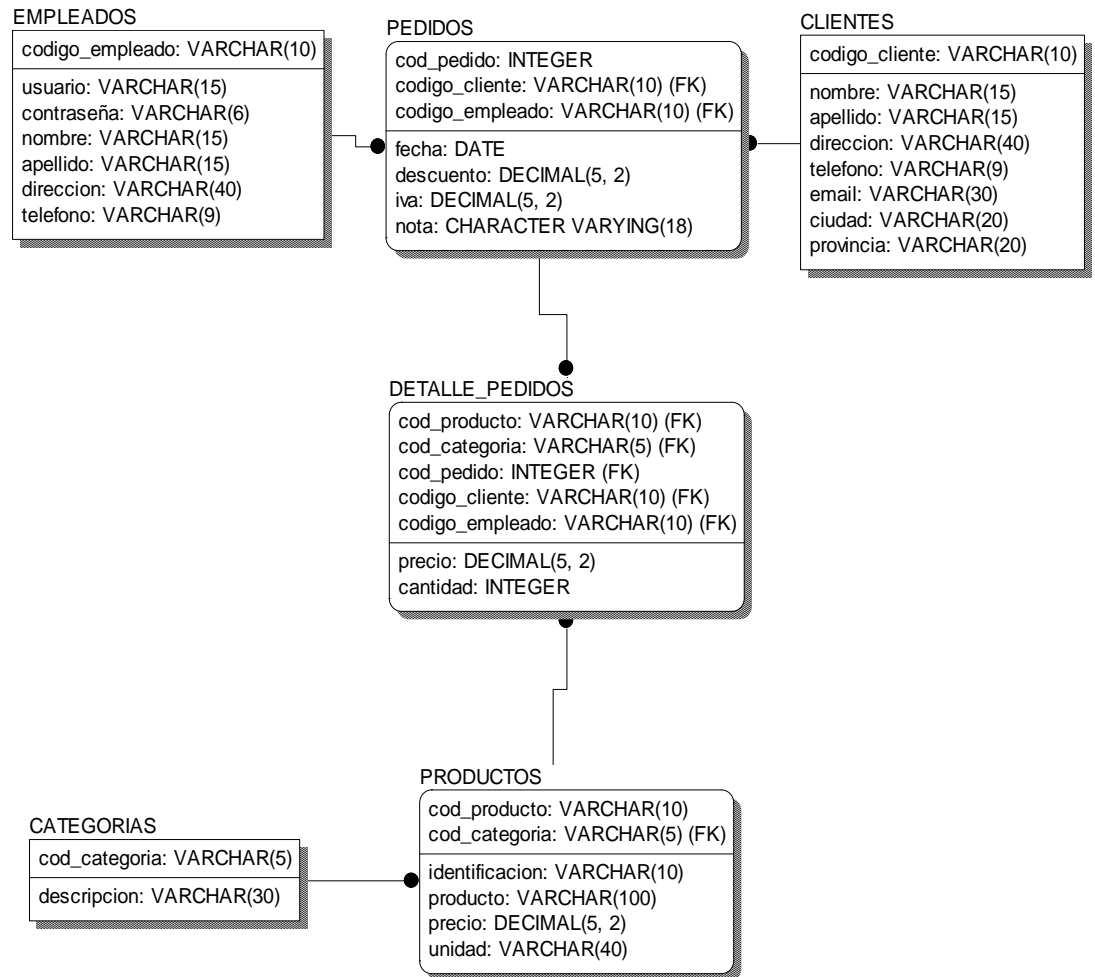 EMPLEADOS
codigo_empleado: VARCHAR(10)
usuario: VARCHAR(15)
contraseña: VARCHAR(6)
nombre: VARCHAR(15)
apellido: VARCHAR(15)
direccion: VARCHAR(40)
telefono: VARCHAR(9)
PEDIDOS
cod_pedido: INTEGER
codigo_cliente: VARCHAR(10) (FK)
codigo_empleado: VARCHAR(10) (FK)
fecha: DATE
descuento: DECIMAL(5, 2)
iva: DECIMAL(5, 2)
nota: CHARACTER VARYING(18)
CLIENTES
codigo_cliente: VARCHAR(10)
nombre: VARCHAR(15)
apellido: VARCHAR(15)
direccion: VARCHAR(40)
telefono: VARCHAR(9)
email: VARCHAR(30)
ciudad: VARCHAR(20)
provincia: VARCHAR(20)
DETALLE_PEDIDOS
cod_producto: VARCHAR(10) (FK)
cod_categoria: VARCHAR(5) (FK)
cod_pedido: INTEGER (FK)
codigo_cliente: VARCHAR(10) (FK)
codigo_empleado: VARCHAR(10) (FK)
precio: DECIMAL(5, 2)
cantidad: INTEGER
PRODUCTOS
cod_producto: VARCHAR(10)
cod_categoria: VARCHAR(5) (FK)
identificacion: VARCHAR(10)
producto: VARCHAR(100)
precio: DECIMAL(5, 2)
unidad: VARCHAR(40)
CATEGORIAS
cod_categoria: VARCHAR(5)
descripcion: VARCHAR(30)